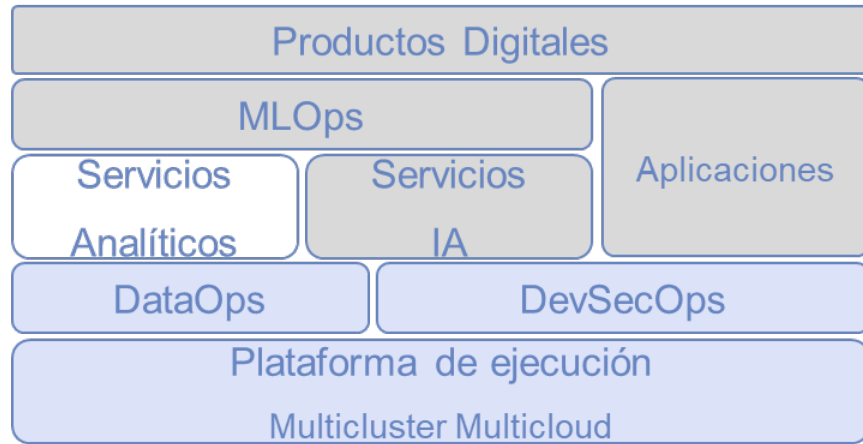 Productos Digitales
MLOps
Servicios
Analíticos
Servicios
IA
Aplicaciones
DataOps
DevSecOps
Plataforma de ejecución
Multicluster Multicloud